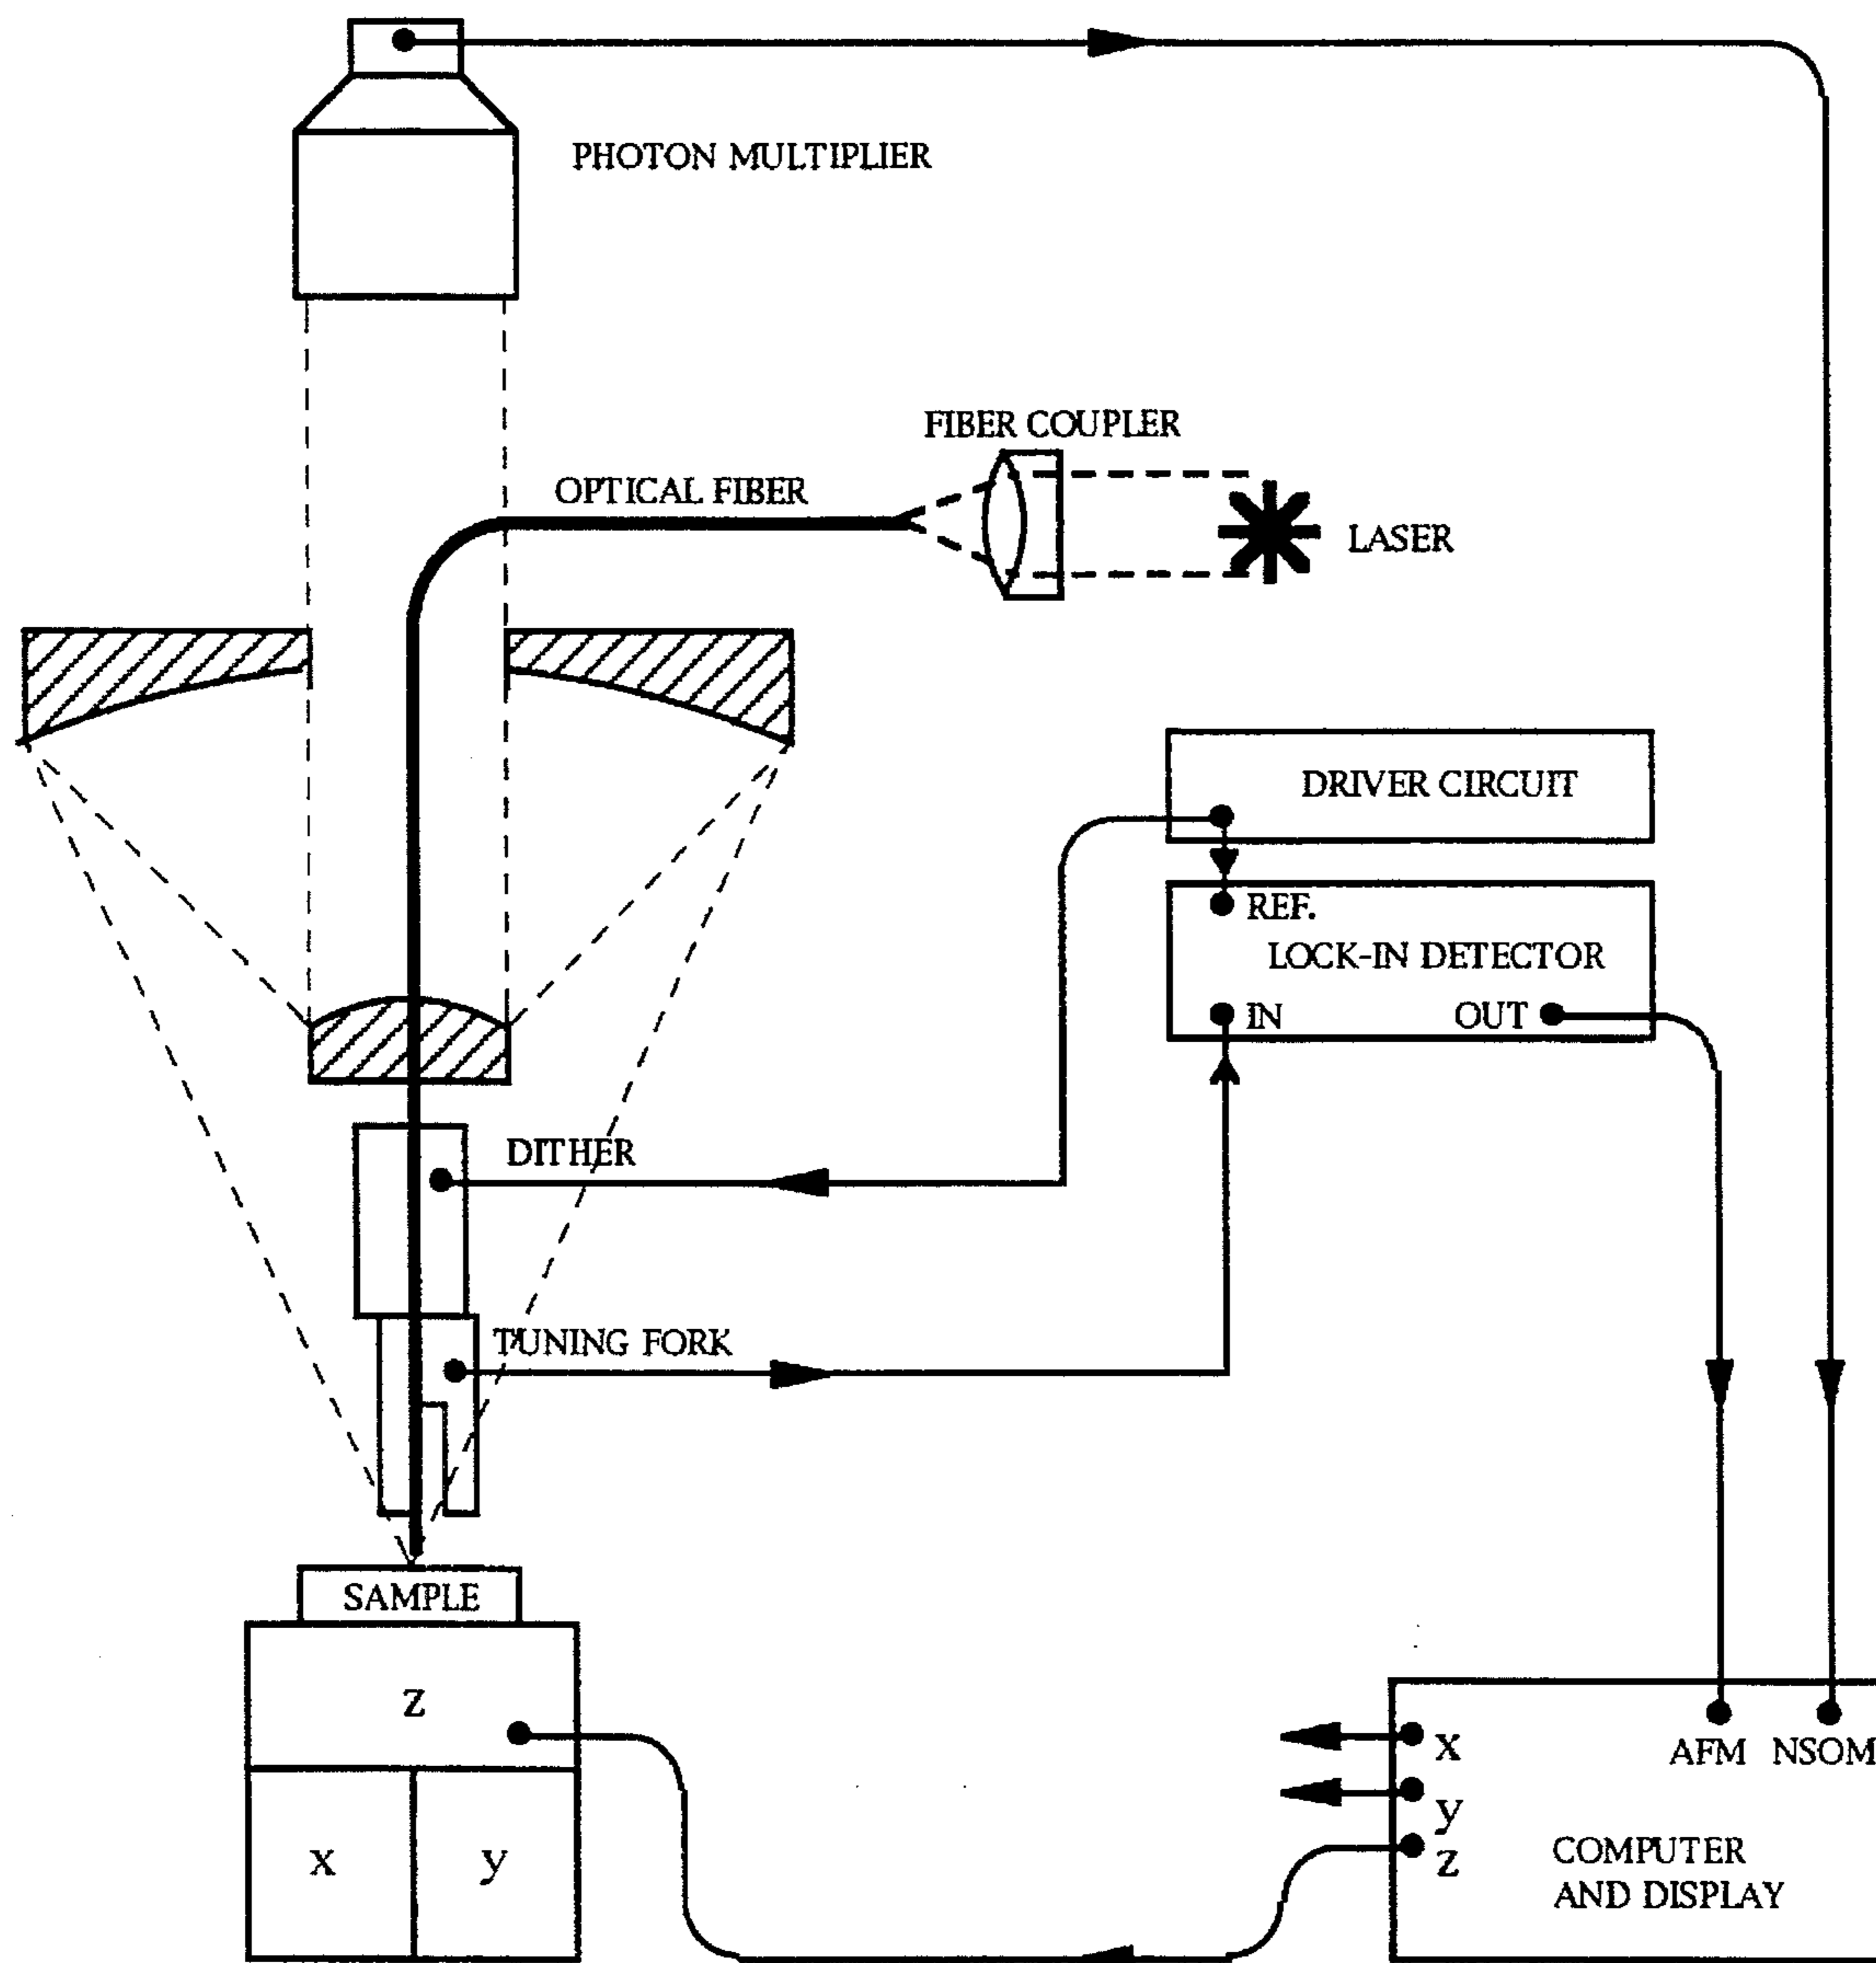 PHOTON MULTIPLIER
FIBER COUPLER
OPTICAL FIBER
LASER
DRIVER CIRCUIT
REF.
LOCK-IN DETECTOR
IN
OUT
DITHER
TUNING FORK
SAMPLE
z
x
y
AFM
NSOM
x
y
z
COMPUTER
AND DISPLAY